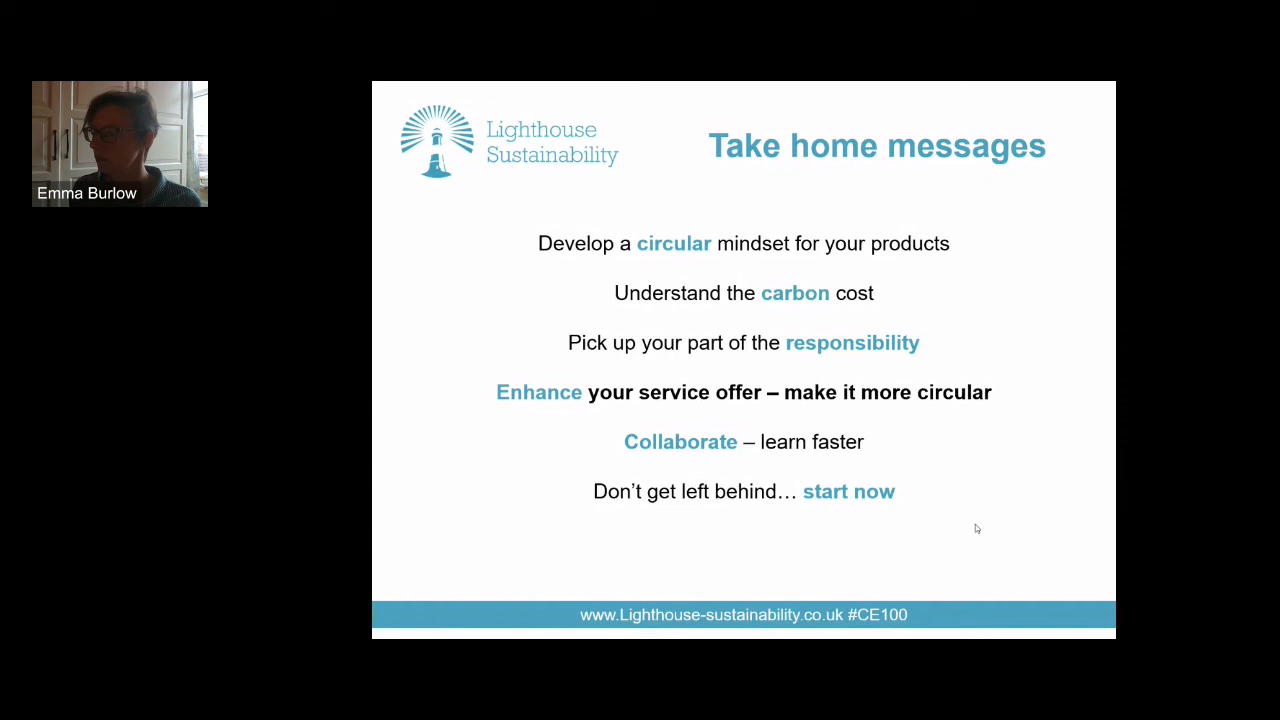 Emma Burlow
Lighthouse
Sustainability
Take home messages
Develop a circular mindset for your products
Understand the carbon cost
Pick up your part of the responsibility
Enhance your service offer – make it more circular
Collaborate – learn faster
Don’t get left behind… start now
www.Lighthouse-sustainability.co.uk #CE100